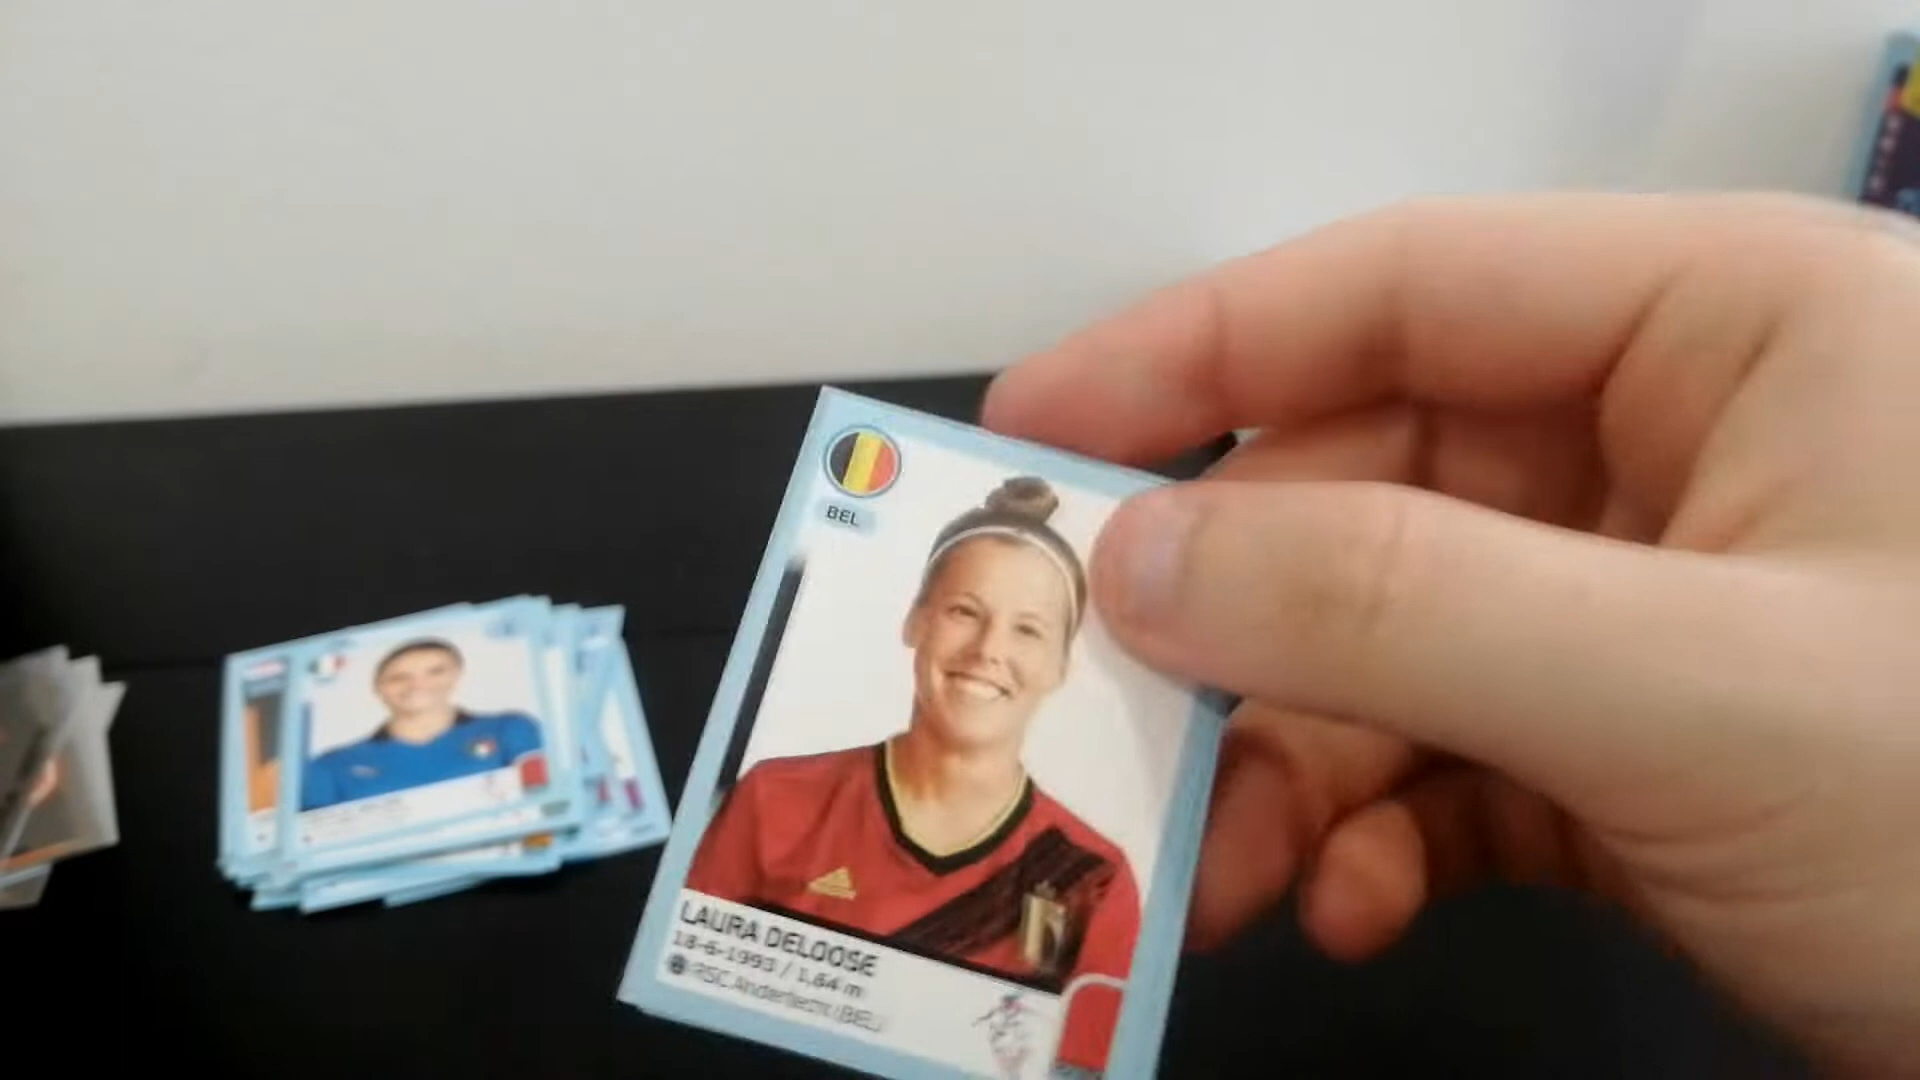 BEL
LAURA DELOOSE
18-6-1993 / 1,64 m
RSC Anderlecht (BEL)